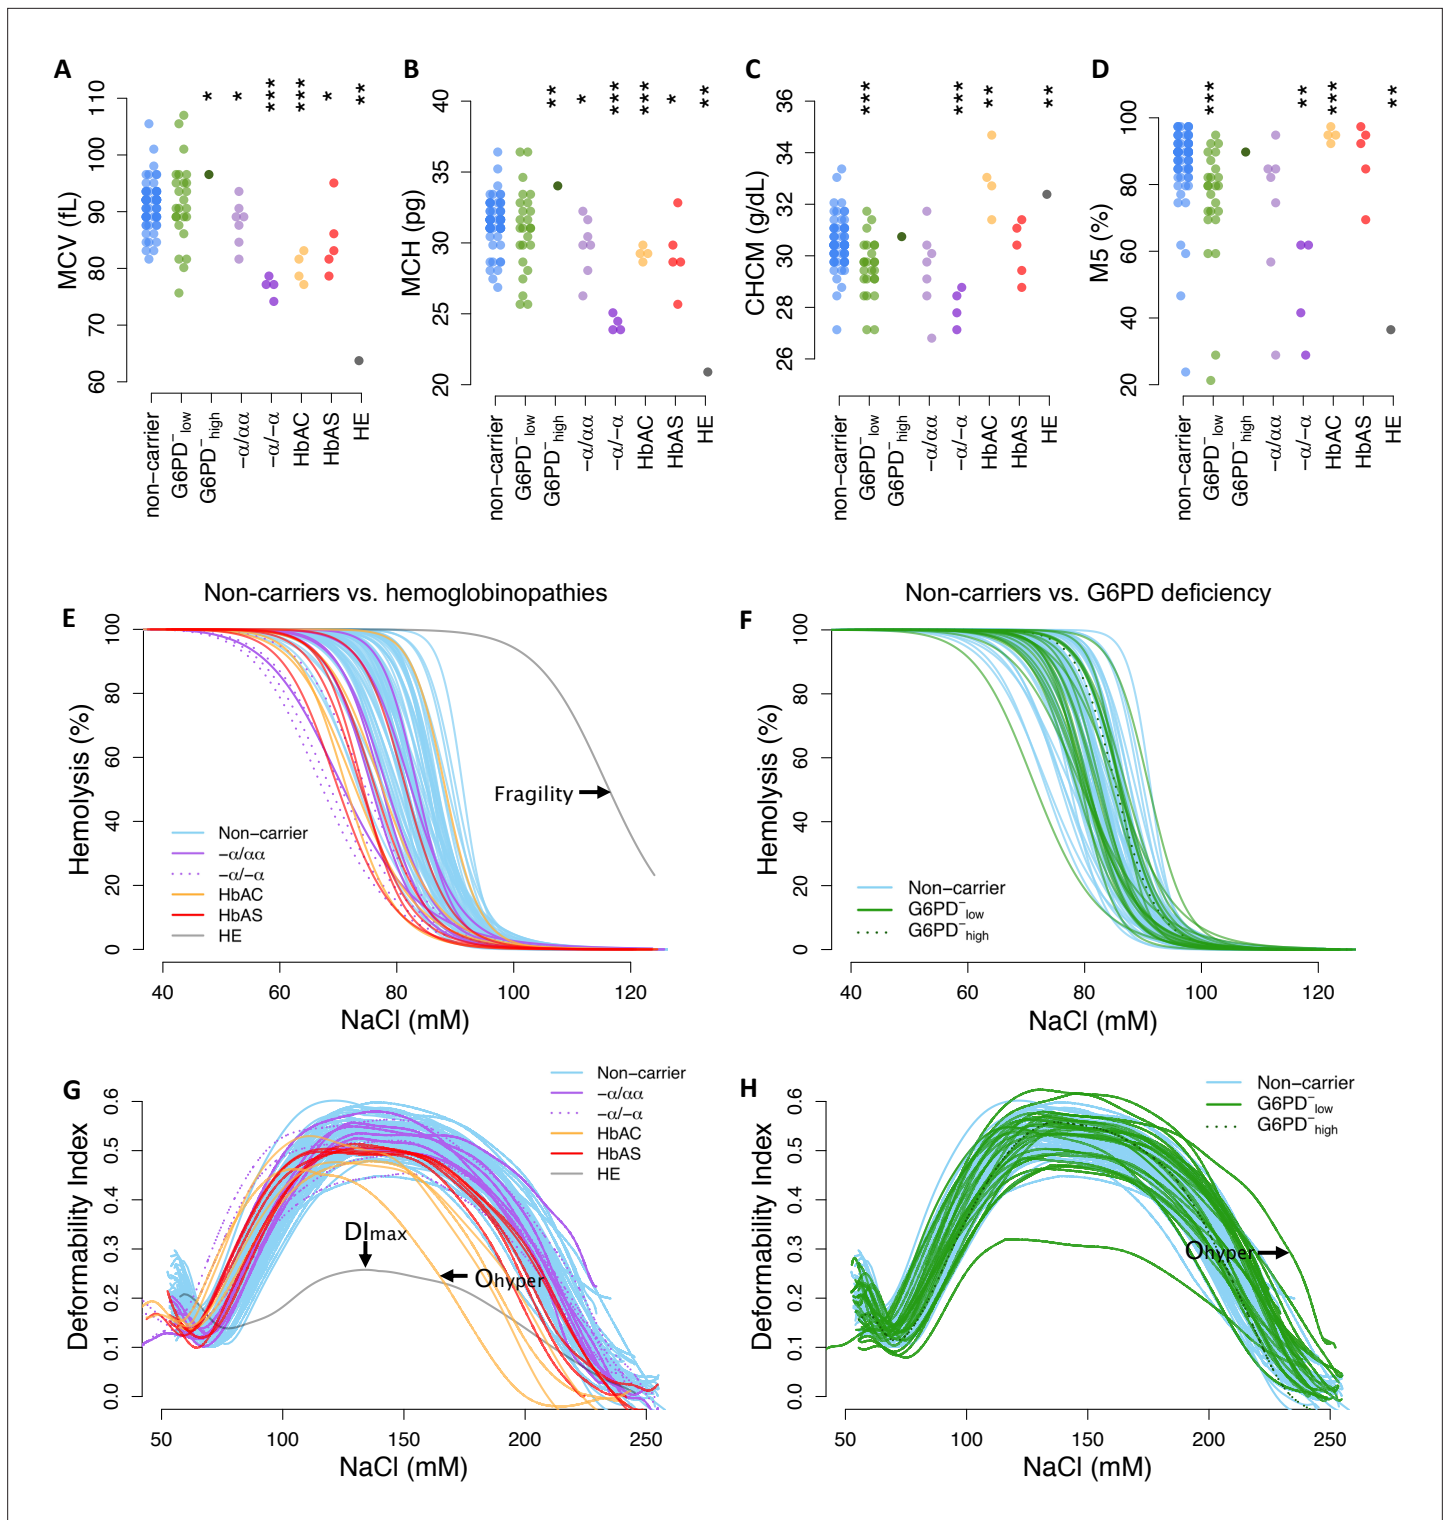 A
B
C
D
* * *** *** * **
** * *** *** * **
*** *** ** **
*** ** *** **
MCV (fL)
110
100
90
80
70
60
MCH (pg)
40
35
30
25
20
CHCM (g/dL)
36
34
32
30
28
26
M5 (%)
100
80
60
40
20
non−carrier
G6PD⁻low
G6PD⁻high
−α/αα
−α/−α
HbAC
HbAS
HE
non−carrier
G6PD⁻low
G6PD⁻high
−α/αα
−α/−α
HbAC
HbAS
HE
non−carrier
G6PD⁻low
G6PD⁻high
−α/αα
−α/−α
HbAC
HbAS
HE
non−carrier
G6PD⁻low
G6PD⁻high
−α/αα
−α/−α
HbAC
HbAS
HE
E
Non-carriers vs. hemoglobinopathies
Hemolysis (%)
100
80
60
40
20
0
Fragility
Non−carrier
−α/αα
−α/−α
HbAC
HbAS
HE
40 60 80 100 120
NaCl (mM)
F
Non-carriers vs. G6PD deficiency
Hemolysis (%)
100
80
60
40
20
0
Non−carrier
G6PD⁻low
G6PD⁻high
40 60 80 100 120
NaCl (mM)
G
Deformability Index
0.6
0.5
0.4
0.3
0.2
0.1
0.0
Non−carrier
−α/αα
−α/−α
HbAC
HbAS
HE
DImax
Ohyper
50 100 150 200 250
NaCl (mM)
H
Deformability Index
0.6
0.5
0.4
0.3
0.2
0.1
0.0
Non−carrier
G6PD⁻low
G6PD⁻high
Ohyper
50 100 150 200 250
NaCl (mM)